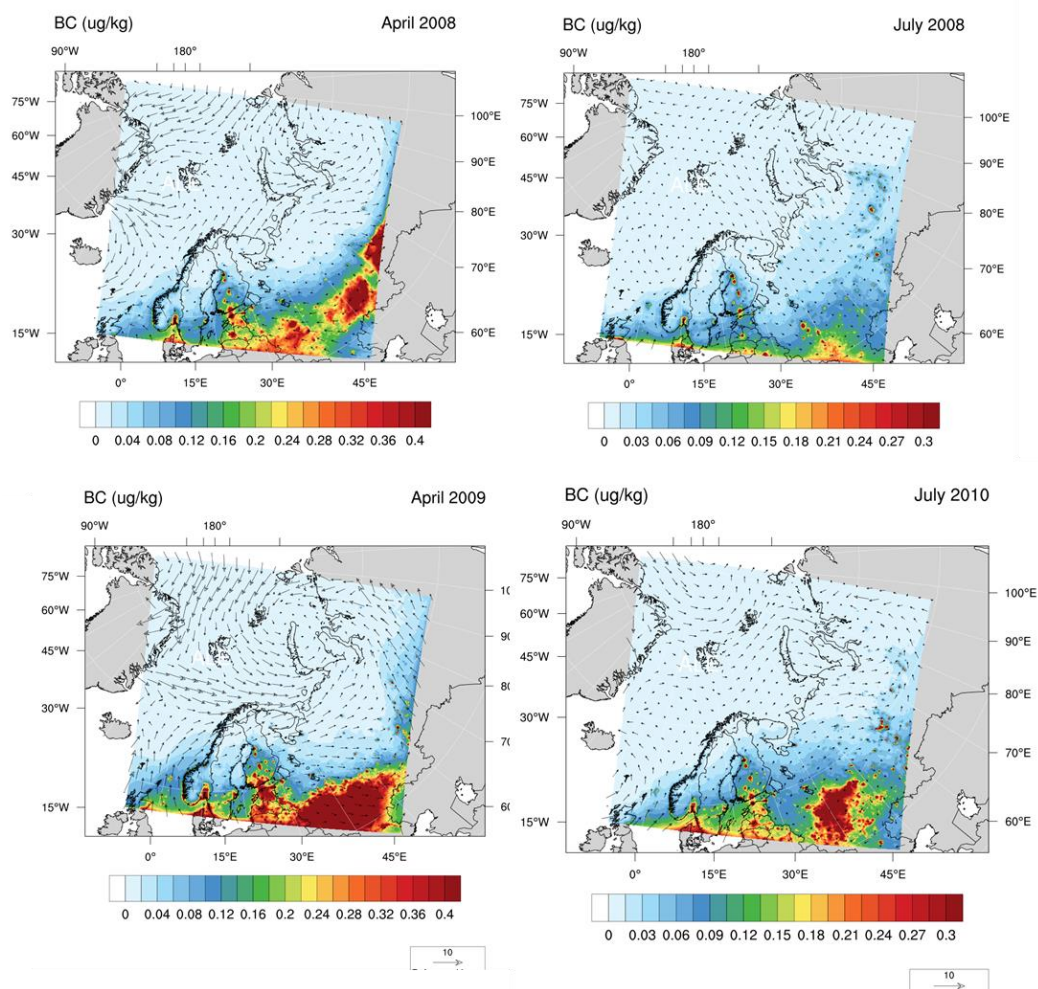 BC (ug/kg) April 2008
90°W 180°
75°W
60°W
45°W
30°W
15°W
100°E
90°E
80°E
70°E
60°E
0° 15°E 30°E 45°E
0 0.04 0.08 0.12 0.16 0.2 0.24 0.28 0.32 0.36 0.4
BC (ug/kg) July 2008
90°W 180°
75°W
60°W
45°W
30°W
15°W
100°E
90°E
80°E
70°E
60°E
0° 15°E 30°E 45°E
0 0.03 0.06 0.09 0.12 0.15 0.18 0.21 0.24 0.27 0.3
BC (ug/kg) April 2009
90°W 180°
75°W
60°W
45°W
30°W
15°W
0° 15°E 30°E 45°E
0 0.04 0.08 0.12 0.16 0.2 0.24 0.28 0.32 0.36 0.4
10
BC (ug/kg) July 2010
90°W 180°
75°W
60°W
45°W
30°W
15°W
100°E
90°E
80°E
70°E
60°E
0° 15°E 30°E 45°E
0 0.03 0.06 0.09 0.12 0.15 0.18 0.21 0.24 0.27 0.3
10